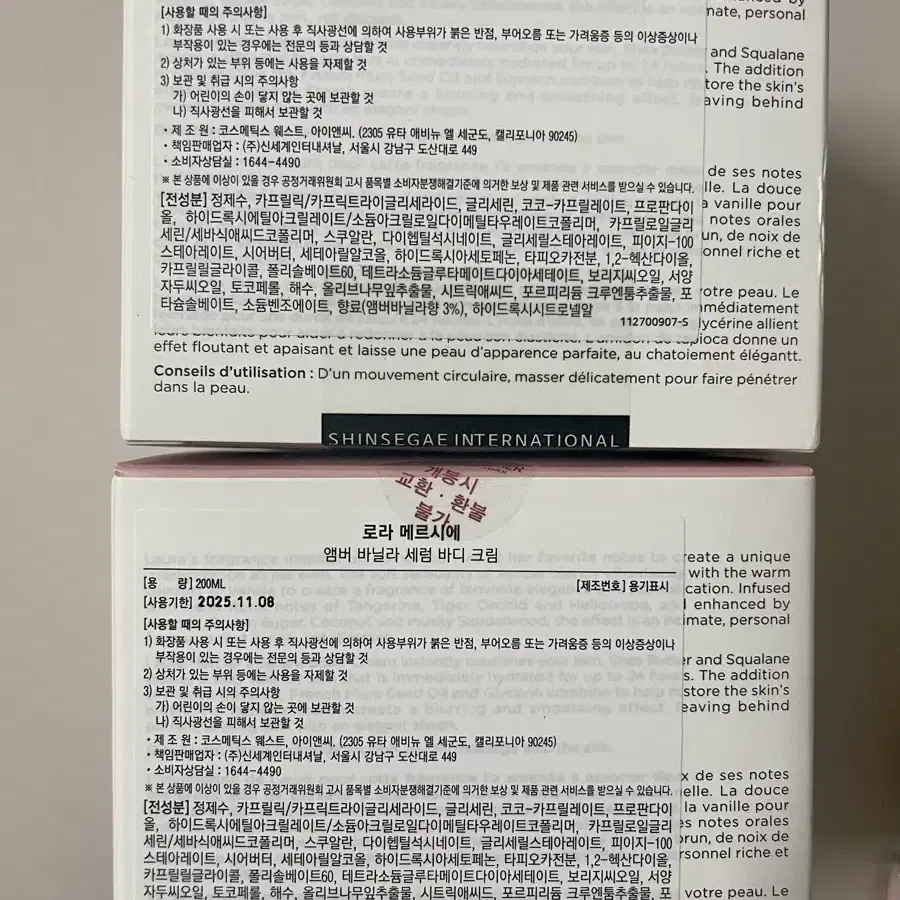 mate, personal
[사용할 때의 주의사항]
1) 화장품 사용 시 또는 사용 후 직사광선에 의하여 사용부위가 붉은 반점, 부어오름 또는 가려움증 등의 이상증상이나
부작용이 있는 경우에는 전문의 등과 상담할 것
and Squalane
2) 상처가 있는 부위 등에는 사용을 자제할 것
. The addition
3) 보관 및 취급 시의 주의사항
tore the skin's
가) 어린이의 손이 닿지 않는 곳에 보관할 것
aving behind
나) 직사광선을 피해서 보관할 것
• 제 조 원 : 코스메틱스 웨스트, 아이앤씨. (2305 유타 애비뉴 엘 세군도, 캘리포니아 90245)
• 책임판매업자 : (주)신세계인터내셔날, 서울시 강남구 도산대로 449
• 소비자상담실 : 1644-4490
de ses notes
※ 본 상품에 이상이 있을 경우 공정거래위원회 고시 품목별 소비자분쟁해결기준에 의거한 보상 및 제품 관련 서비스를 받으실 수 있습니다.
lle. La douce
[전성분] 정제수, 카프릴릭/카프릭트라이글리세라이드, 글리세린, 코코-카프릴레이트, 프로판다이
a vanille pour
올, 하이드록시에틸아크릴레이트/소듐아크릴로일다이메틸타우레이트코폴리머, 카프릴로일글리
notes orales
세린/세바식애씨드코폴리머, 스쿠알란, 다이헵틸석시네이트, 글리세릴스테아레이트, 피이지-100
un, de noix de
스테아레이트, 시어버터, 세테아릴알코올, 하이드록시아세토페논, 타피오카전분, 1,2-헥산다이올,
onnel riche et
카프릴릴글라이콜, 폴리솔베이트60, 테트라소듐글루타메이트다이아세테이트, 보리지씨오일, 서양
자두씨오일, 토코페롤, 해수, 올리브나무잎추출물, 시트릭애씨드, 포르피리듐 크루엔툼추출물, 포
votre peau. Le
타슘솔베이트, 소듐벤조에이트, 향료(앰버바닐라향 3%), 하이드록시시트로넬알
mmédiatement
112700907-S
lycérine allient
effet floutant et apaisant et laisse une peau d'apparence parfaite, au chatoiement élégantt.
Conseils d'utilisation : D'un mouvement circulaire, masser délicatement pour faire pénétrer
dans la peau.
SHINSEGAE INTERNATIONAL
개봉시
교환·환불
불가
로라 메르시에
앰버 바닐라 세럼 바디 크림
reate a unique
with the warm
[용 량] 200ML
[제조번호] 용기표시
ication. Infused
[사용기한] 2025.11.08
enhanced by
timate, personal
[사용할 때의 주의사항]
1) 화장품 사용 시 또는 사용 후 직사광선에 의하여 사용부위가 붉은 반점, 부어오름 또는 가려움증 등의 이상증상이나
부작용이 있는 경우에는 전문의 등과 상담할 것
er and Squalane
2) 상처가 있는 부위 등에는 사용을 자제할 것
s. The addition
3) 보관 및 취급 시의 주의사항
store the skin's
가) 어린이의 손이 닿지 않는 곳에 보관할 것
eaving behind
나) 직사광선을 피해서 보관할 것
• 제 조 원 : 코스메틱스 웨스트, 아이앤씨. (2305 유타 애비뉴 엘 세군도, 캘리포니아 90245)
• 책임판매업자 : (주)신세계인터내셔날, 서울시 강남구 도산대로 449
• 소비자상담실 : 1644-4490
x de ses notes
※ 본 상품에 이상이 있을 경우 공정거래위원회 고시 품목별 소비자분쟁해결기준에 의거한 보상 및 제품 관련 서비스를 받으실 수 있습니다.
elle. La douce
[전성분] 정제수, 카프릴릭/카프릭트라이글리세라이드, 글리세린, 코코-카프릴레이트, 프로판다이
la vanille pour
올, 하이드록시에틸아크릴레이트/소듐아크릴로일다이메틸타우레이트코폴리머, 카프릴로일글리
s notes orales
세린/세바식애씨드코폴리머, 스쿠알란, 다이헵틸석시네이트, 글리세릴스테아레이트, 피이지-100
brun, de noix de
스테아레이트, 시어버터, 세테아릴알코올, 하이드록시아세토페논, 타피오카전분, 1,2-헥산다이올,
ersonnel riche et
카프릴릴글라이콜, 폴리솔베이트60, 테트라소듐글루타메이트다이아세테이트, 보리지씨오일, 서양
자두씨오일, 토코페롤, 해수, 올리브나무잎추출물, 시트릭애씨드, 포르피리듐 크루엔툼추출물, 포
votre peau. Le